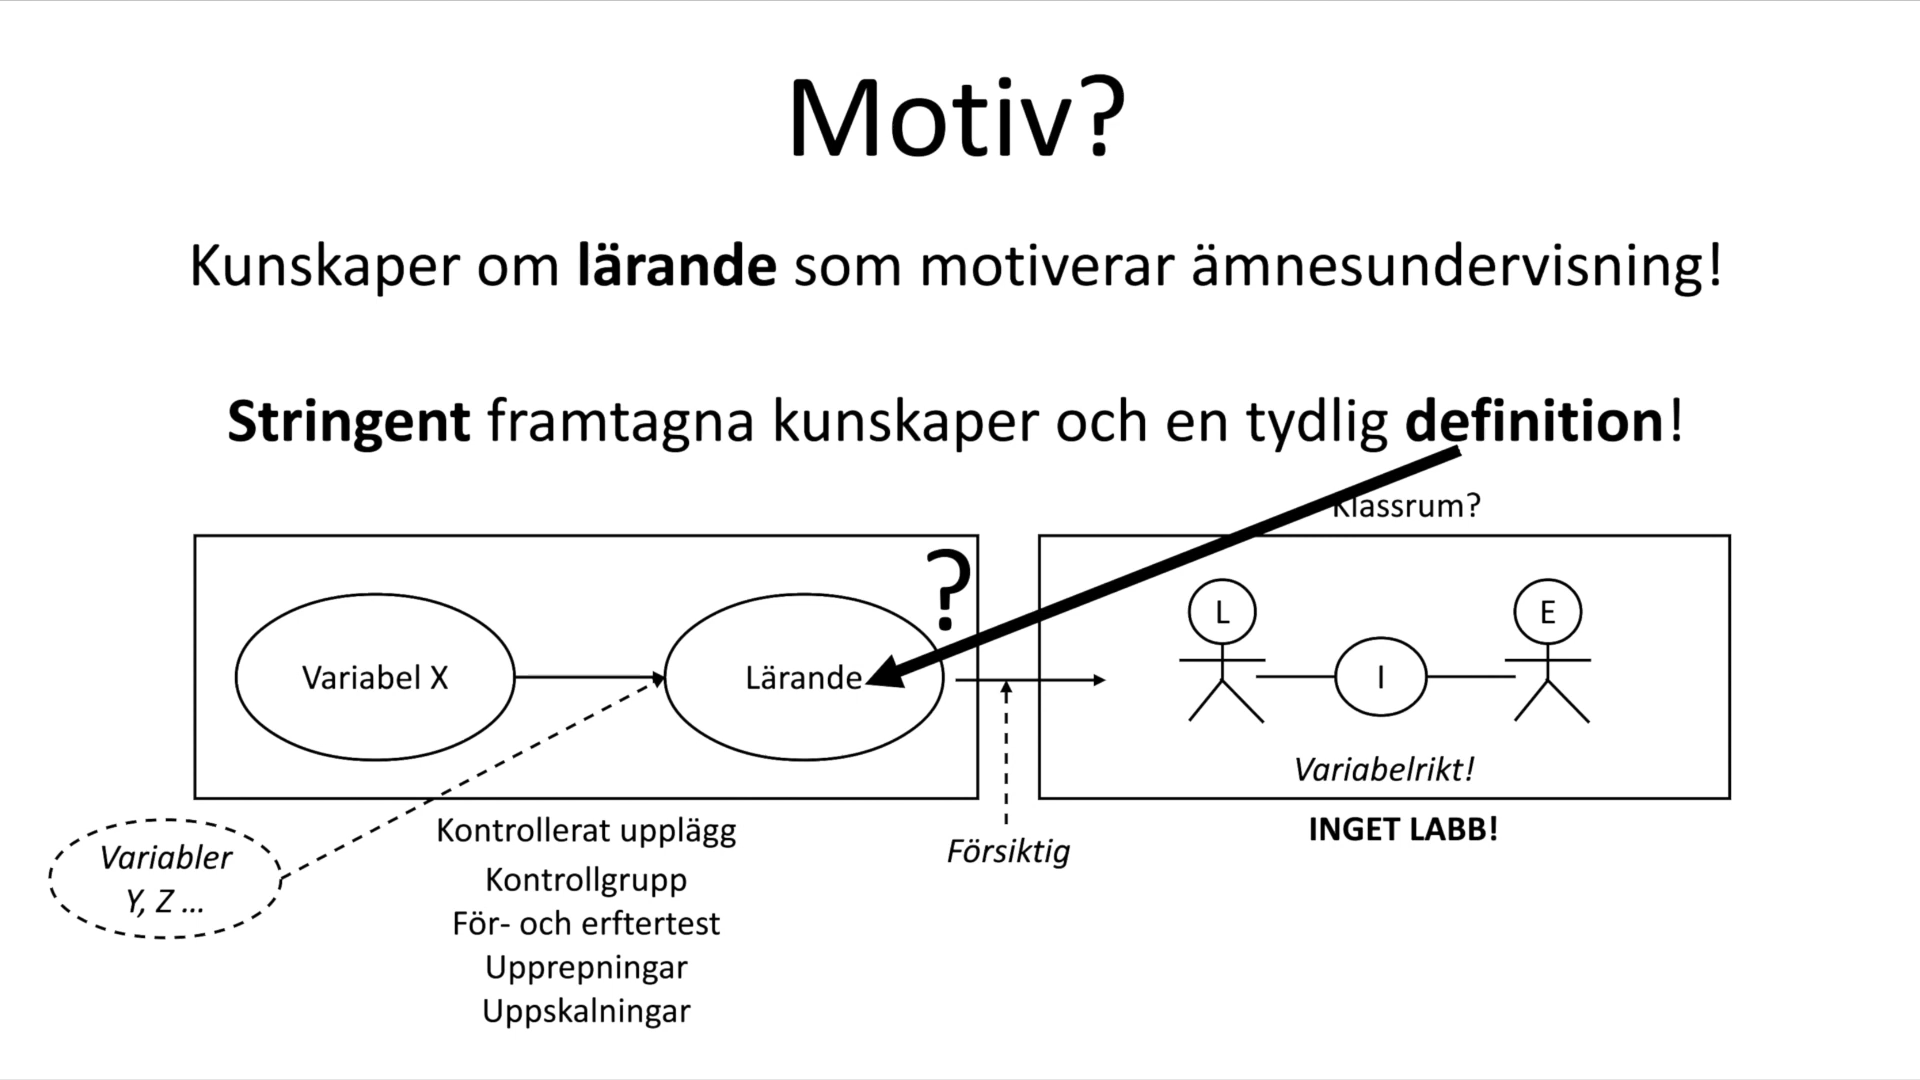 Motiv?
Kunskaper om lärande som motiverar ämnesundervisning!
Stringent framtagna kunskaper och en tydlig definition!
Klassrum?
?
Variabel X
Lärande
L
I
E
Variabelrikt!
INGET LABB!
Variabler
Y, Z ...
Kontrollerat upplägg
Kontrollgrupp
För- och erftertest
Upprepningar
Uppskalningar
Försiktig